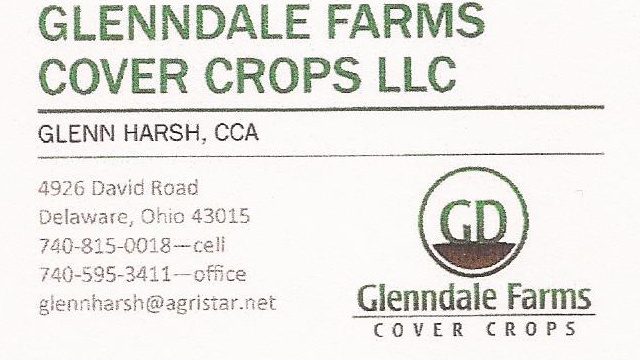 GLENNDALE FARMS
COVER CROPS LLC
GLENN HARSH, CCA
4926 David Road
Delaware, Ohio 43015
740-815-0018—cell
740-595-3411—office
glennharsh@agristar.net
GD
Glenndale Farms
COVER CROPS